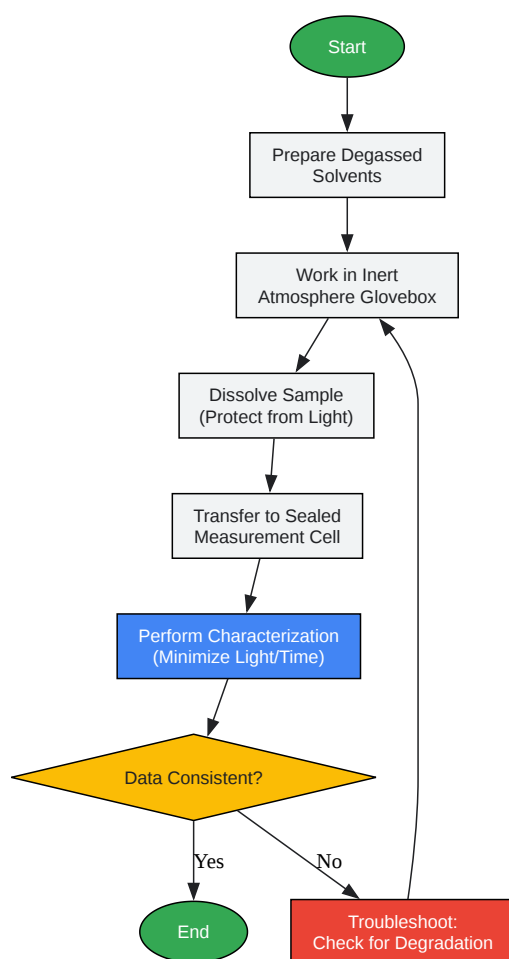 Start
Prepare Degassed
Solvents
Work in Inert
Atmosphere Glovebox
Dissolve Sample
(Protect from Light)
Transfer to Sealed
Measurement Cell
Perform Characterization
(Minimize Light/Time)
Data Consistent?
Yes
No
End
Troubleshoot:
Check for Degradation